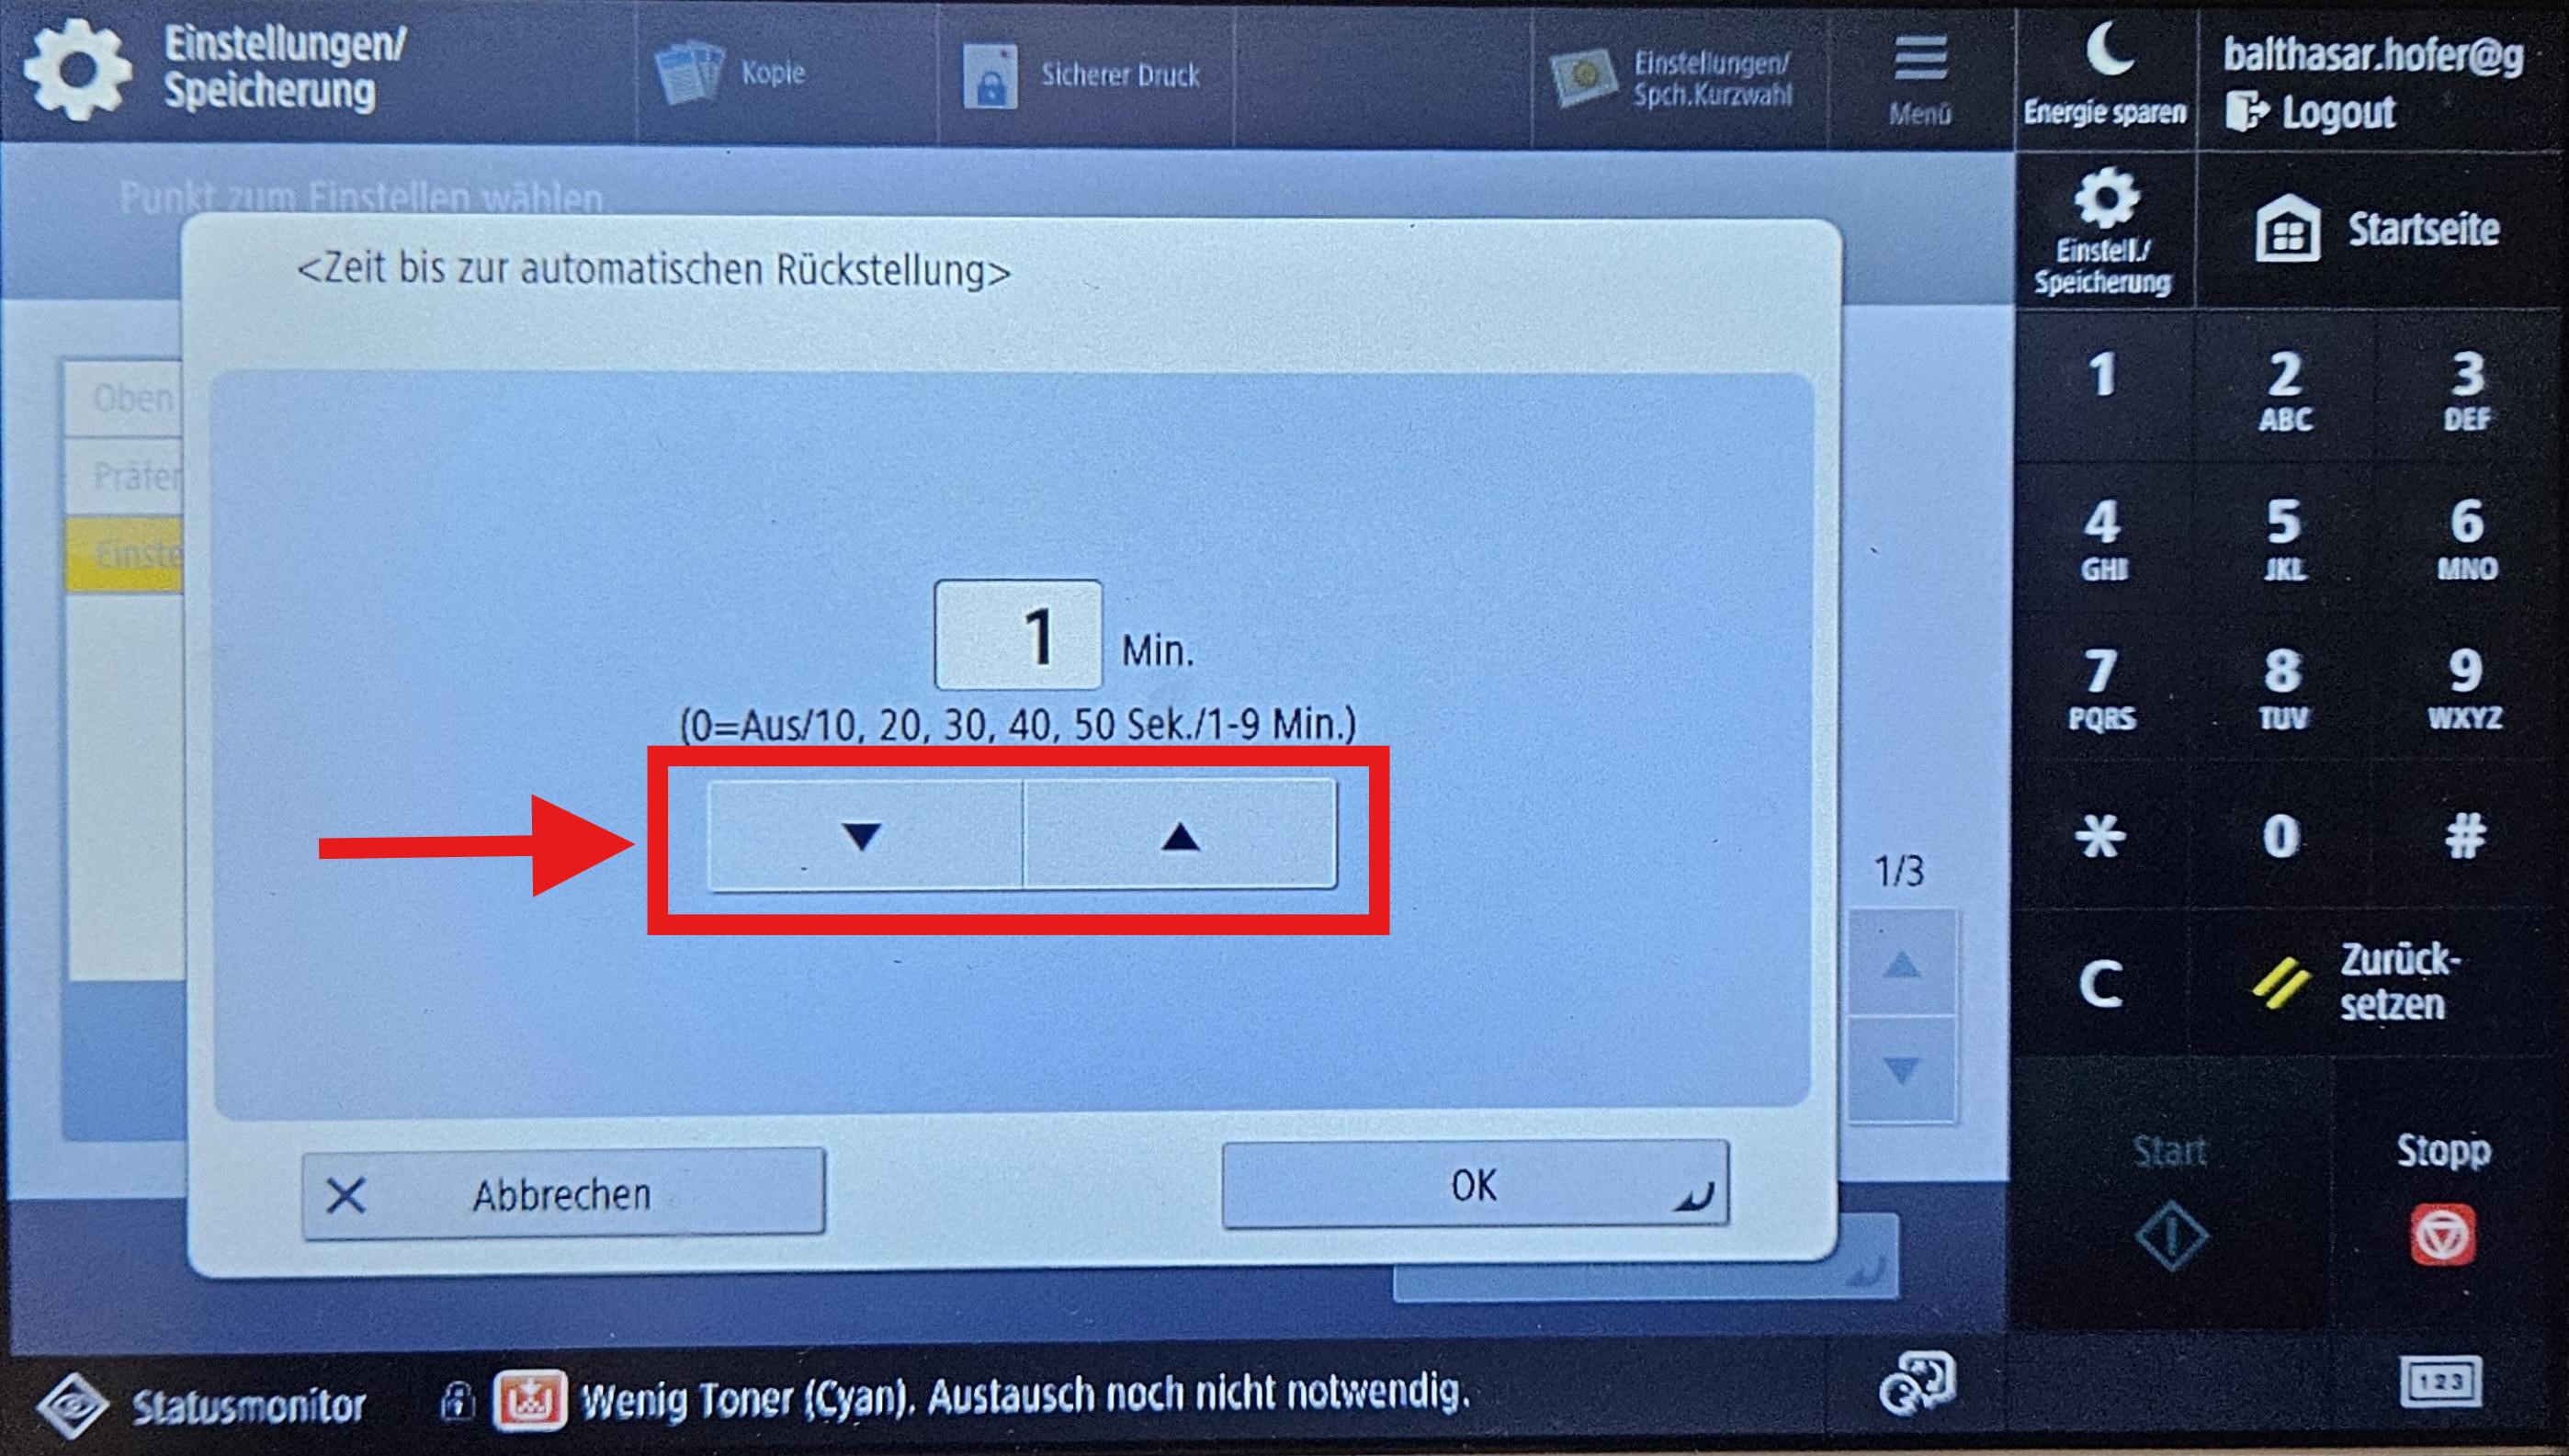 Einstellungen/
Speicherung
Kopie
Sicherer Druck
Einstellungen/
Spch.Kurzwahl
Menü
Energie sparen
balthasar.hofer@g
Logout
Punkt zum Einstellen wählen.
<Zeit bis zur automatischen Rückstellung>
Einstell./
Speicherung
Startseite
Oben
Präfer
Einste
1 Min.
(0=Aus/10, 20, 30, 40, 50 Sek./1-9 Min.)
1/3
Abbrechen
OK
1
2
ABC
3
DEF
4
GHI
5
JKL
6
MNO
7
PQRS
8
TUV
9
WXYZ
*
0
#
C
Zurück-
setzen
Start
Stopp
Statusmonitor
Wenig Toner (Cyan). Austausch noch nicht notwendig.
123